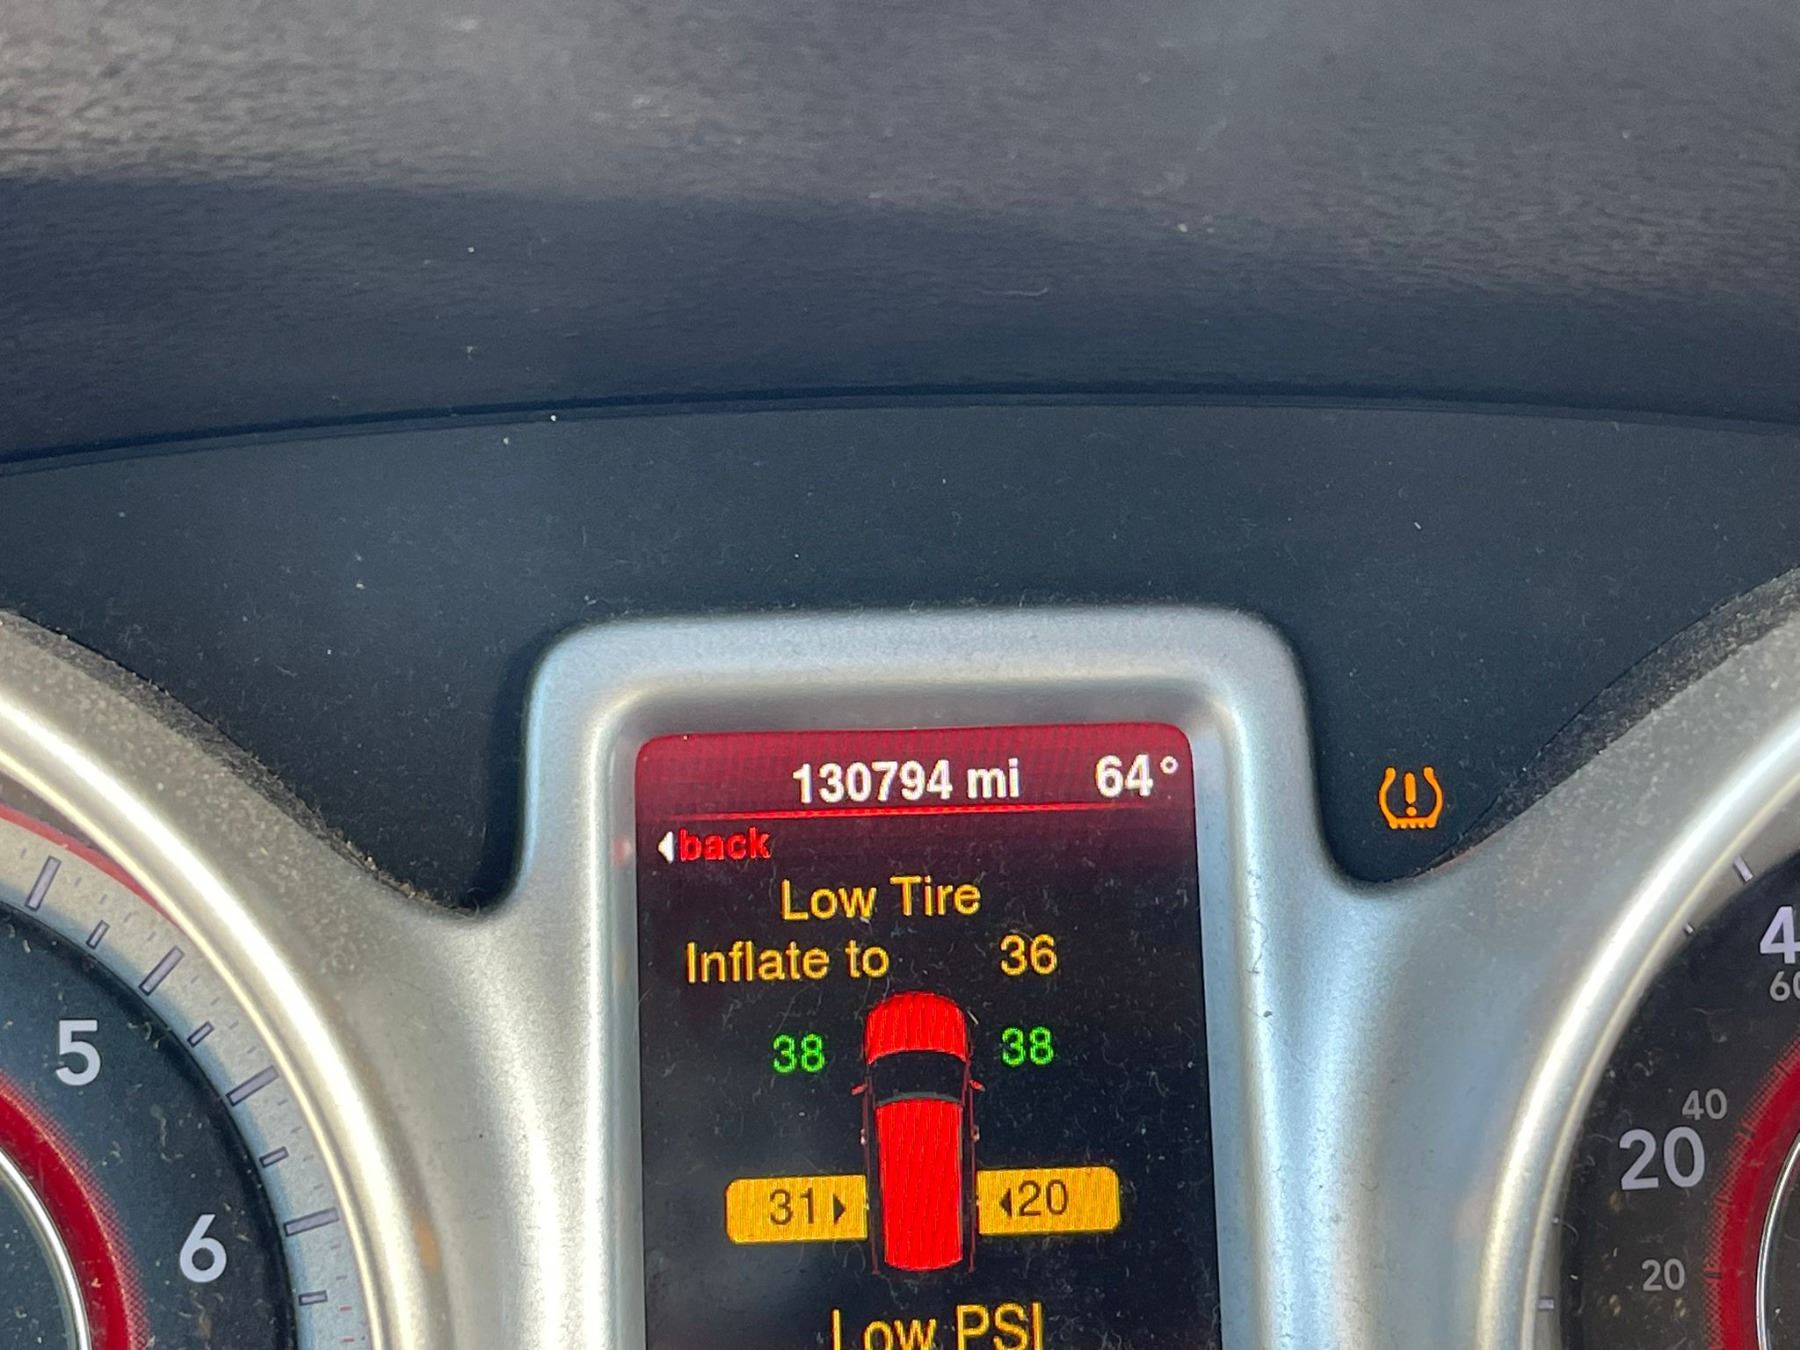 130794 mi 64°
back
Low Tire
Inflate to 36
38 38
31 20
Low PSI
5
6
4
60
40
20
20